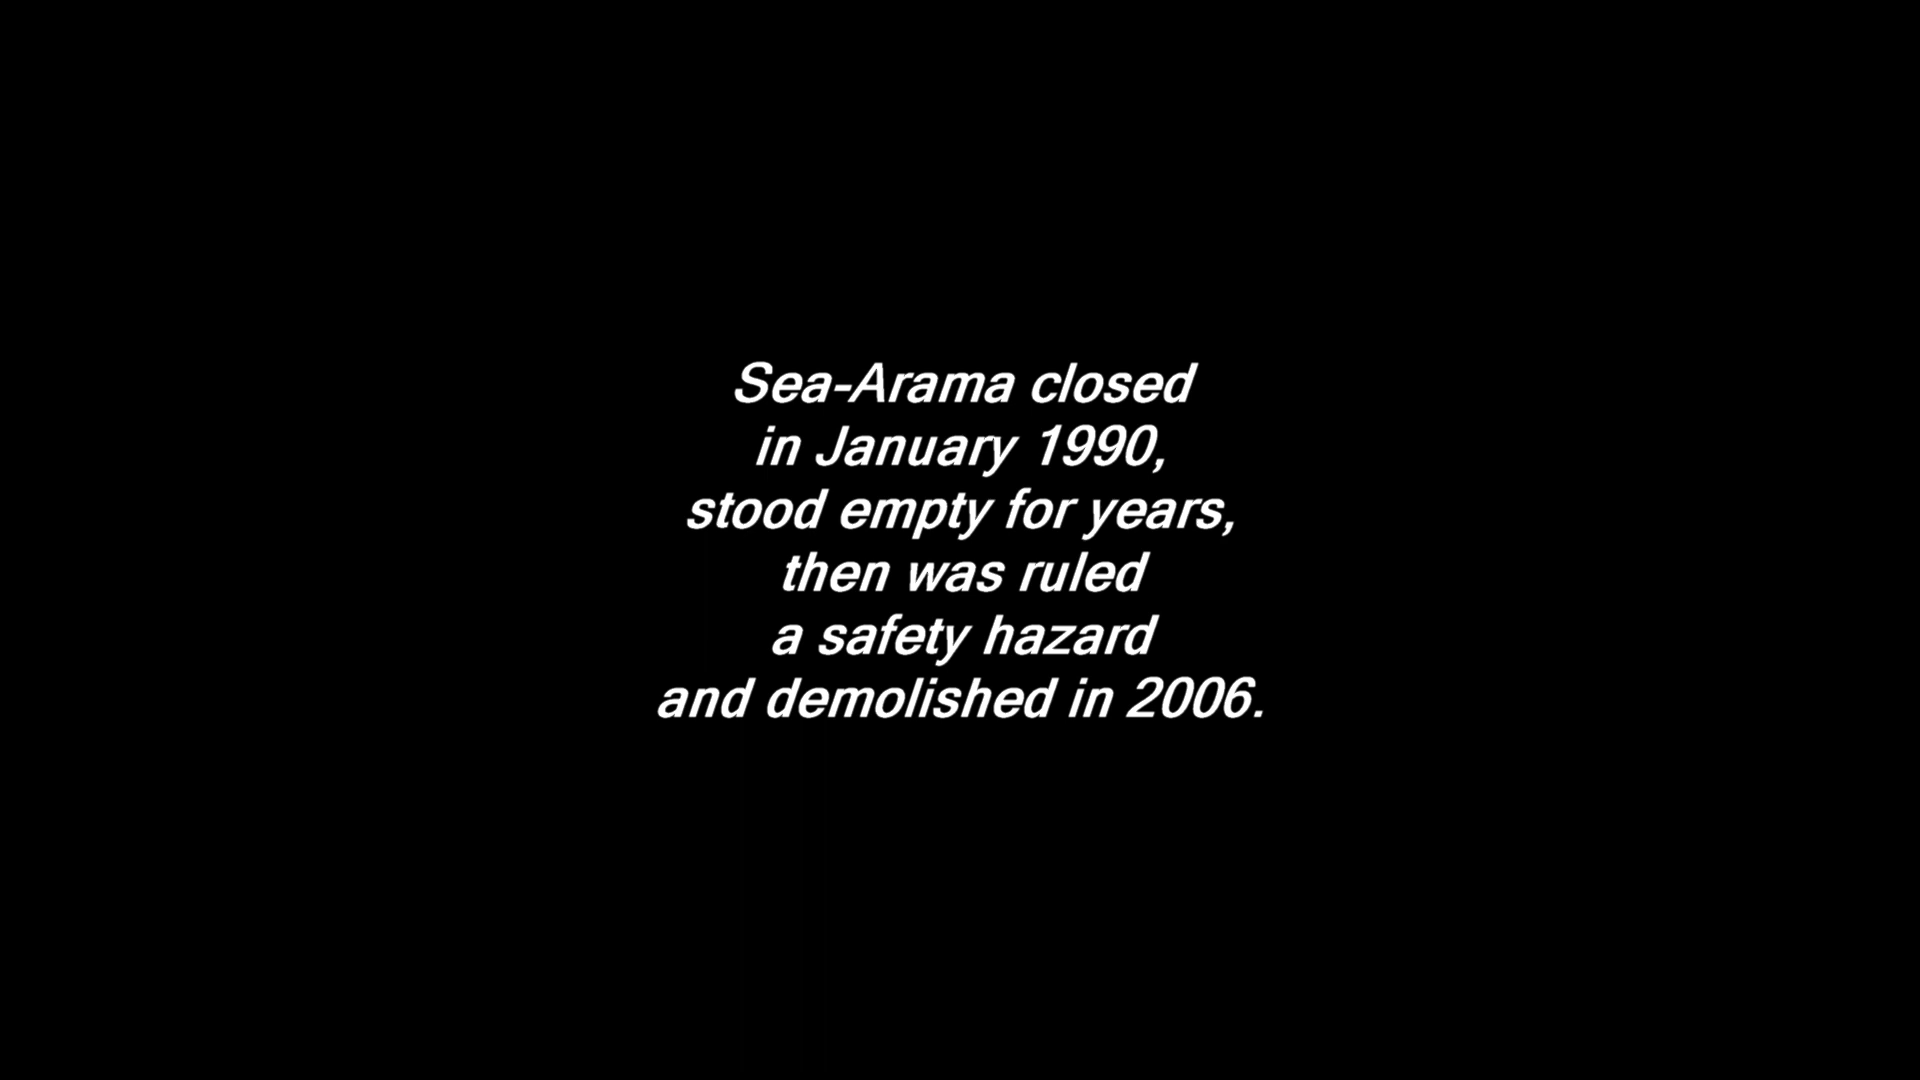 Sea-Arama closed
in January 1990,
stood empty for years,
then was ruled
a safety hazard
and demolished in 2006.